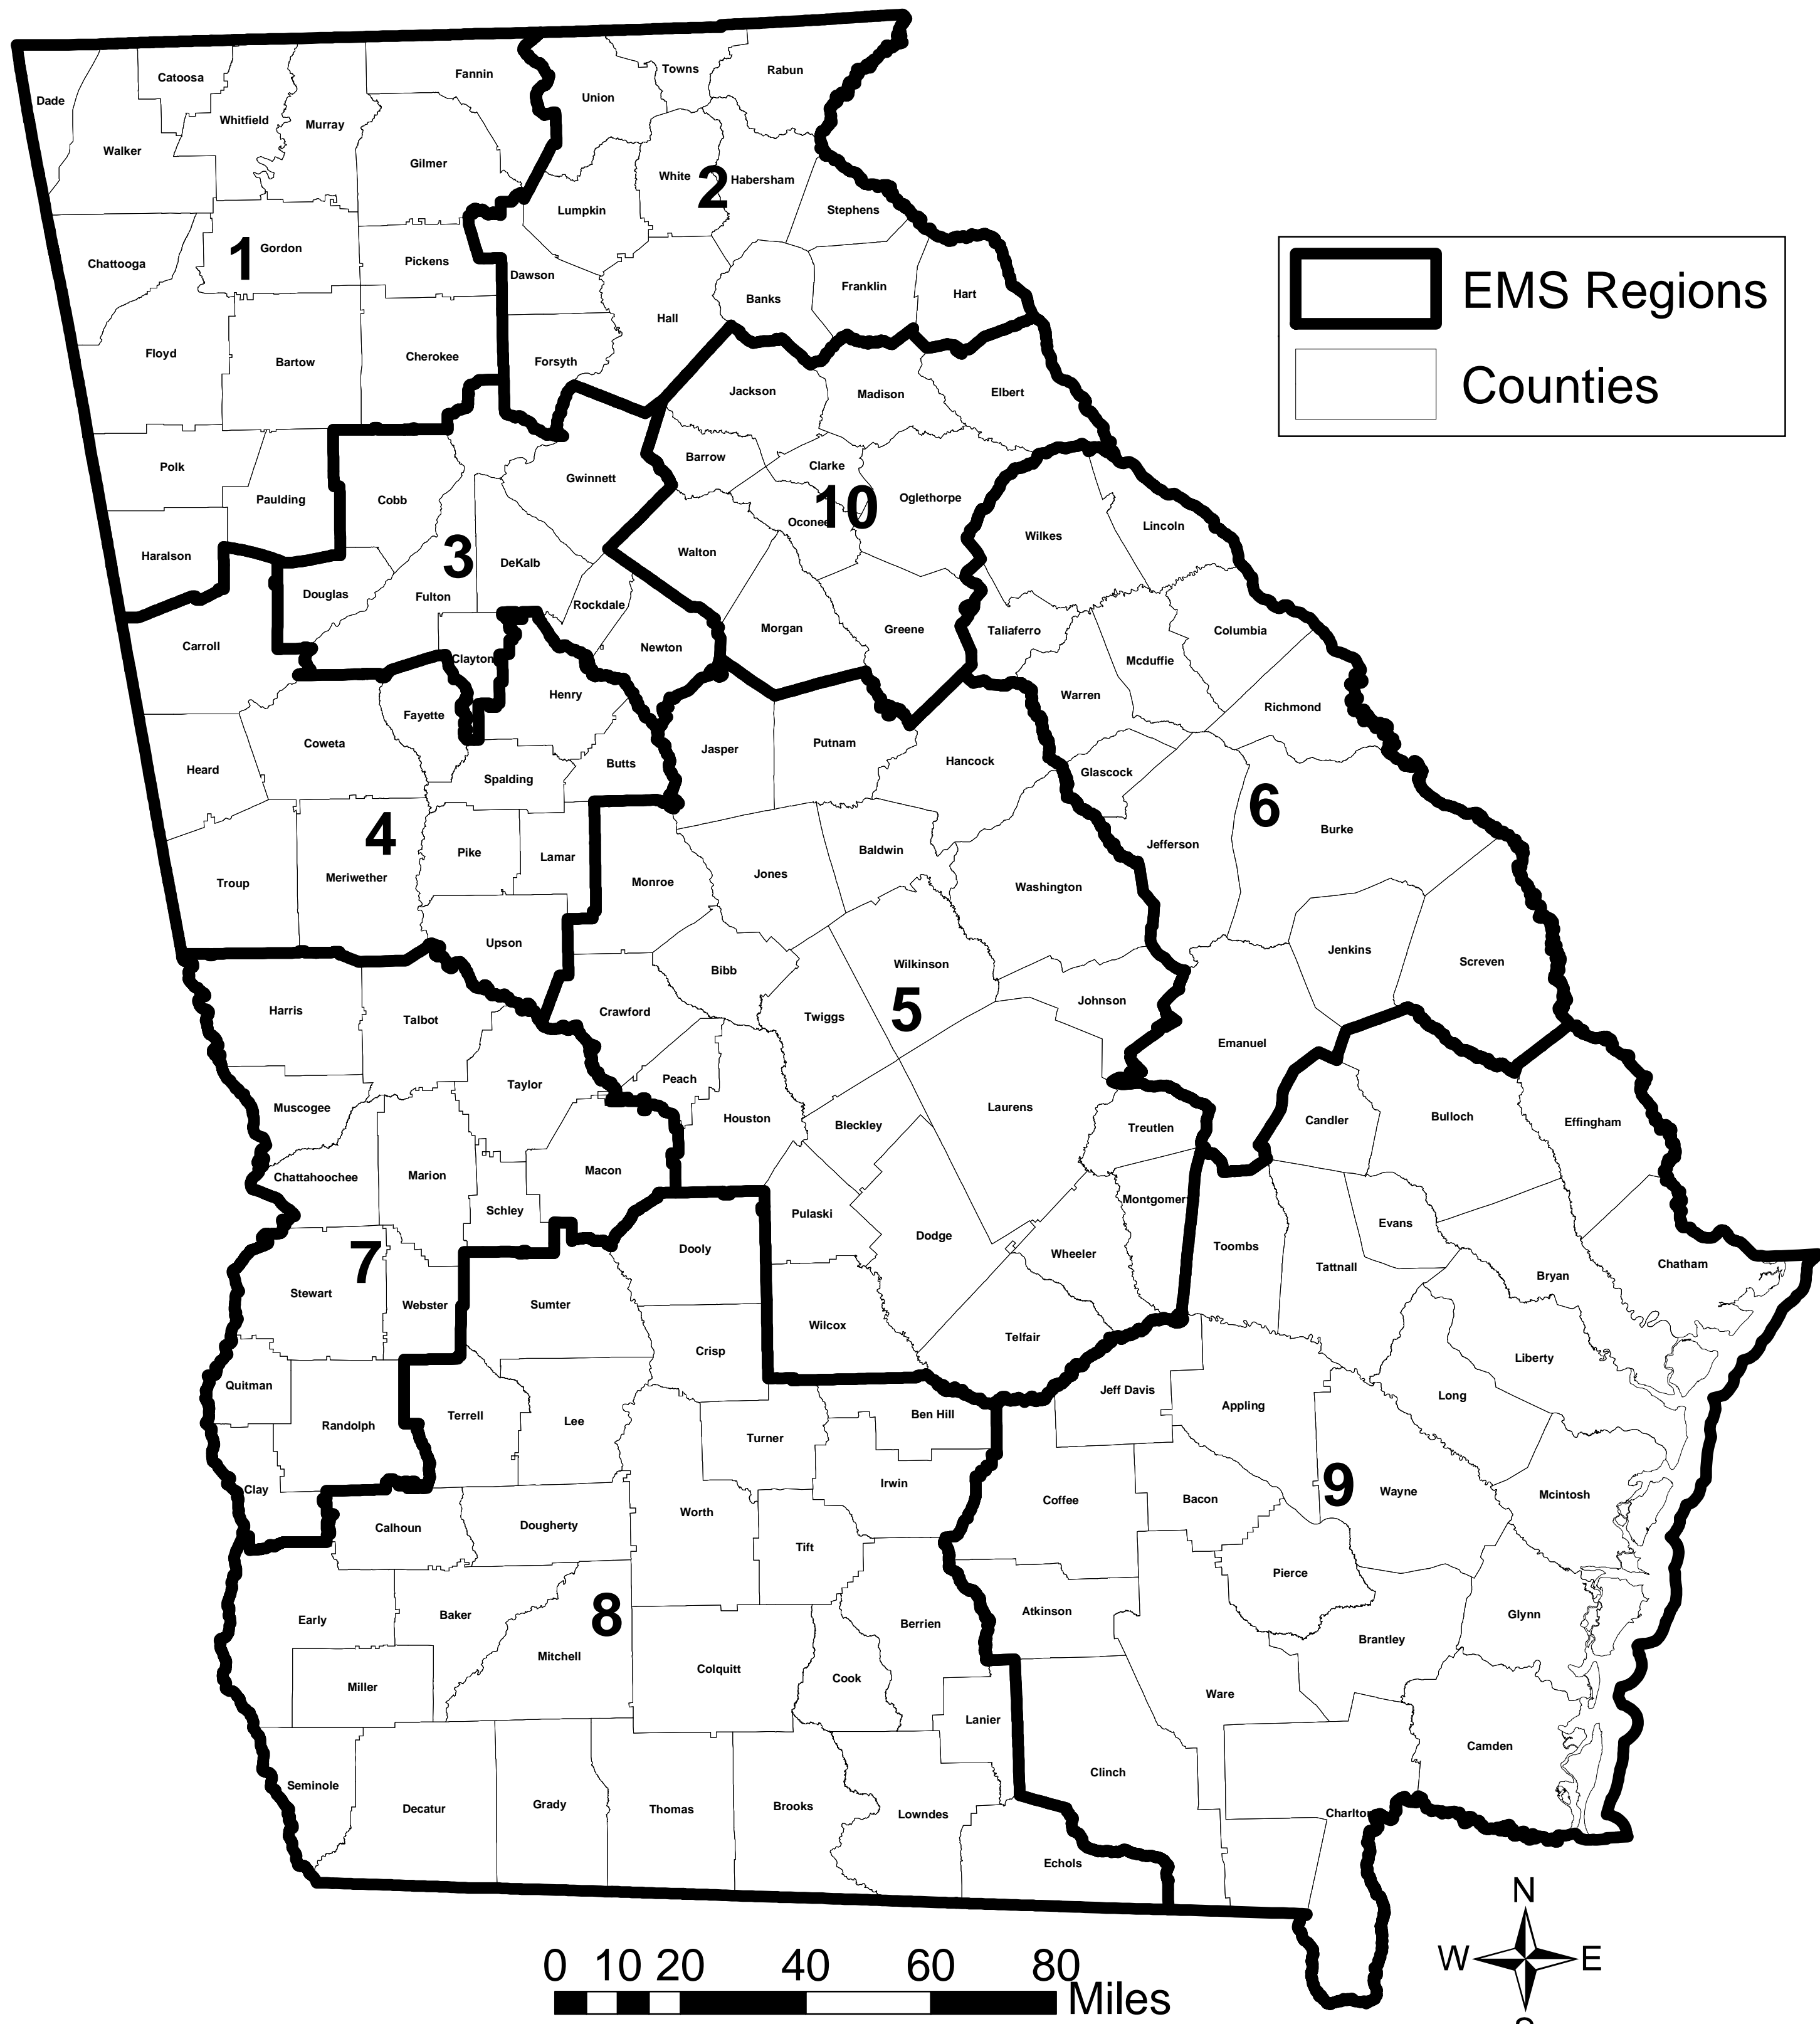 Dade
Catoosa
Whitfield
Walker
Murray
Fannin
Gilmer
Union
Towns
Rabun
White
2
Habersham
Lumpkin
Stephens
1
Gordon
Chattooga
Pickens
Dawson
Hall
Banks
Franklin
Hart
EMS Regions
Counties
Floyd
Bartow
Cherokee
Forsyth
Jackson
Madison
Elbert
Polk
Paulding
Cobb
Gwinnett
Barrow
Clarke
10
Oconee
Oglethorpe
Wilkes
Lincoln
Haralson
3
DeKalb
Walton
Douglas
Fulton
Rockdale
Carroll
Clayton
Newton
Morgan
Greene
Taliaferro
Columbia
Mcduffie
Warren
Richmond
Henry
Fayette
Coweta
Heard
Spalding
Butts
Jasper
Putnam
Hancock
Glascock
6
Burke
4
Pike
Lamar
Troup
Meriwether
Monroe
Jones
Baldwin
Washington
Jefferson
Upson
Bibb
Wilkinson
Jenkins
Screven
Harris
Talbot
Crawford
Twiggs
5
Johnson
Emanuel
Taylor
Peach
Muscogee
Houston
Bleckley
Laurens
Treutlen
Candler
Bulloch
Effingham
Chattahoochee
Marion
Macon
Schley
Pulaski
Dodge
Montgomer
Wheeler
Toombs
Evans
Tattnall
Bryan
Chatham
7
Stewart
Webster
Sumter
Dooly
Wilcox
Telfair
Crisp
Liberty
Quitman
Randolph
Terrell
Lee
Turner
Ben Hill
Jeff Davis
Appling
Long
Clay
Irwin
Worth
Coffee
Bacon
9
Wayne
Mcintosh
Calhoun
Dougherty
Tift
Pierce
Early
Baker
8
Mitchell
Berrien
Atkinson
Glynn
Brantley
Miller
Colquitt
Cook
Ware
Lanier
Camden
Seminole
Decatur
Grady
Thomas
Brooks
Lowndes
Clinch
Charlton
Echols
N
W
E
S
0 10 20 40 60 80
Miles